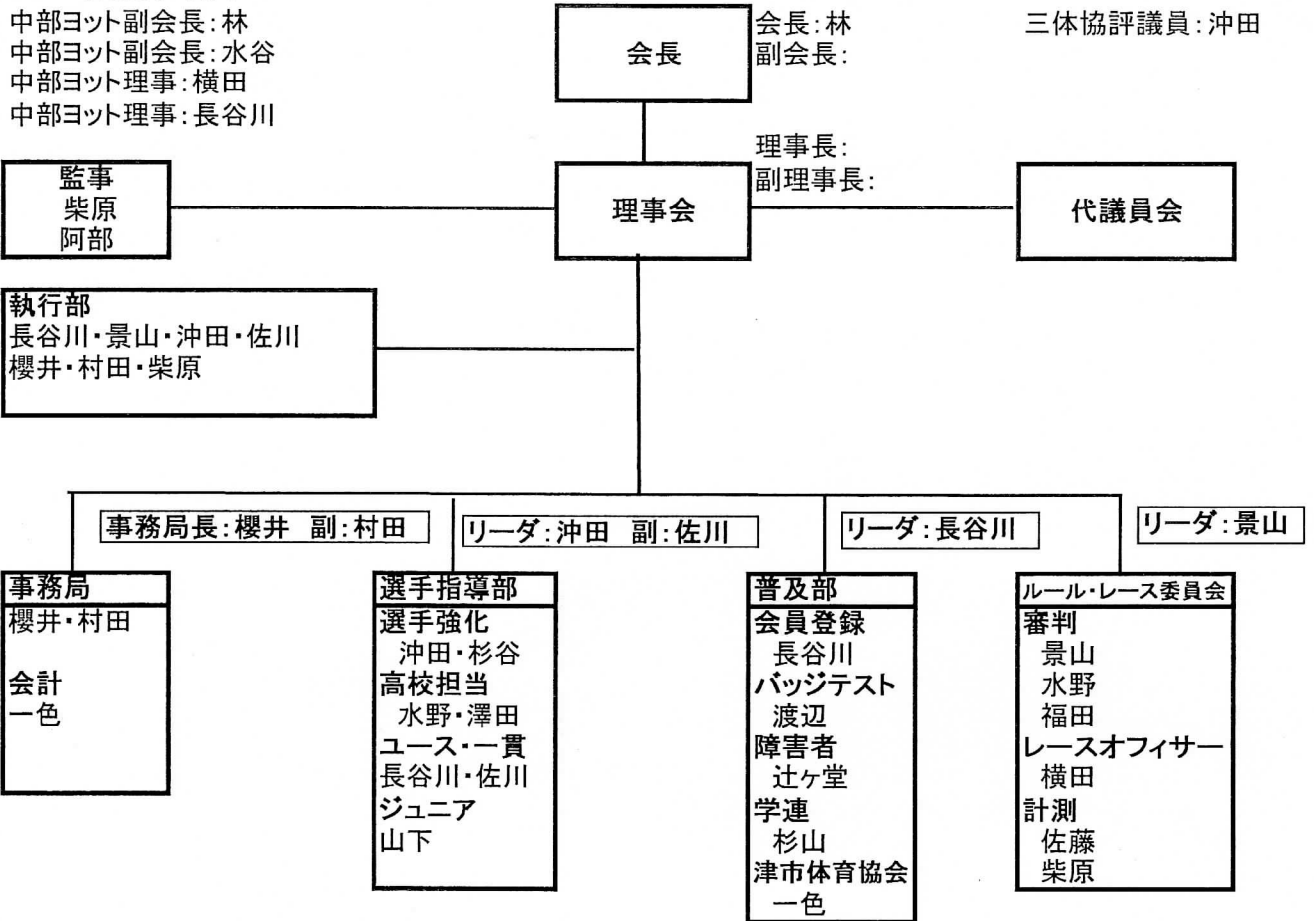 中部ヨット副会長:林
中部ヨット副会長:水谷
中部ヨット理事:横田
中部ヨット理事:長谷川
会長
会長:林
副会長:
三体協評議員:沖田
監事
柴原
阿部
理事会
理事長:
副理事長:
代議員会
執行部
長谷川・景山・沖田・佐川
櫻井・村田・柴原
事務局長:櫻井 副:村田
リーダ:沖田 副:佐川
リーダ:長谷川
リーダ:景山
事務局
櫻井・村田
会計
一色
選手指導部
選手強化
沖田・杉谷
高校担当
水野・澤田
ユース・一貫
長谷川・佐川
ジュニア
山下
普及部
会員登録
長谷川
バッジテスト
渡辺
障害者
辻ヶ堂
学連
杉山
津市体育協会
一色
ルール・レース委員会
審判
景山
水野
福田
レースオフィサー
横田
計測
佐藤
柴原